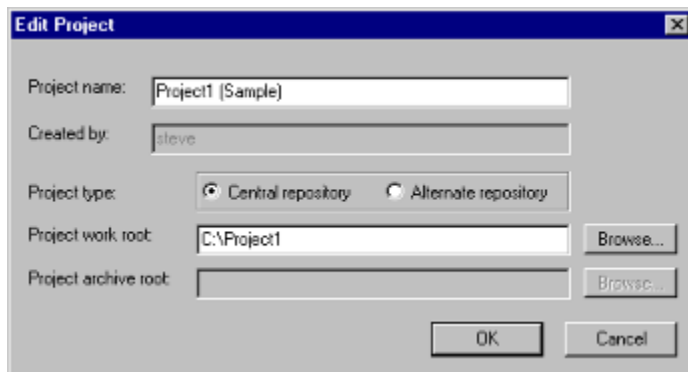 Edit Project
Project name: Project1 (Sample)
Created by: steve
Project type: Central repository Alternate repository
Project work root: C:\Project1 Browse...
Project archive root: Browse...
OK Cancel